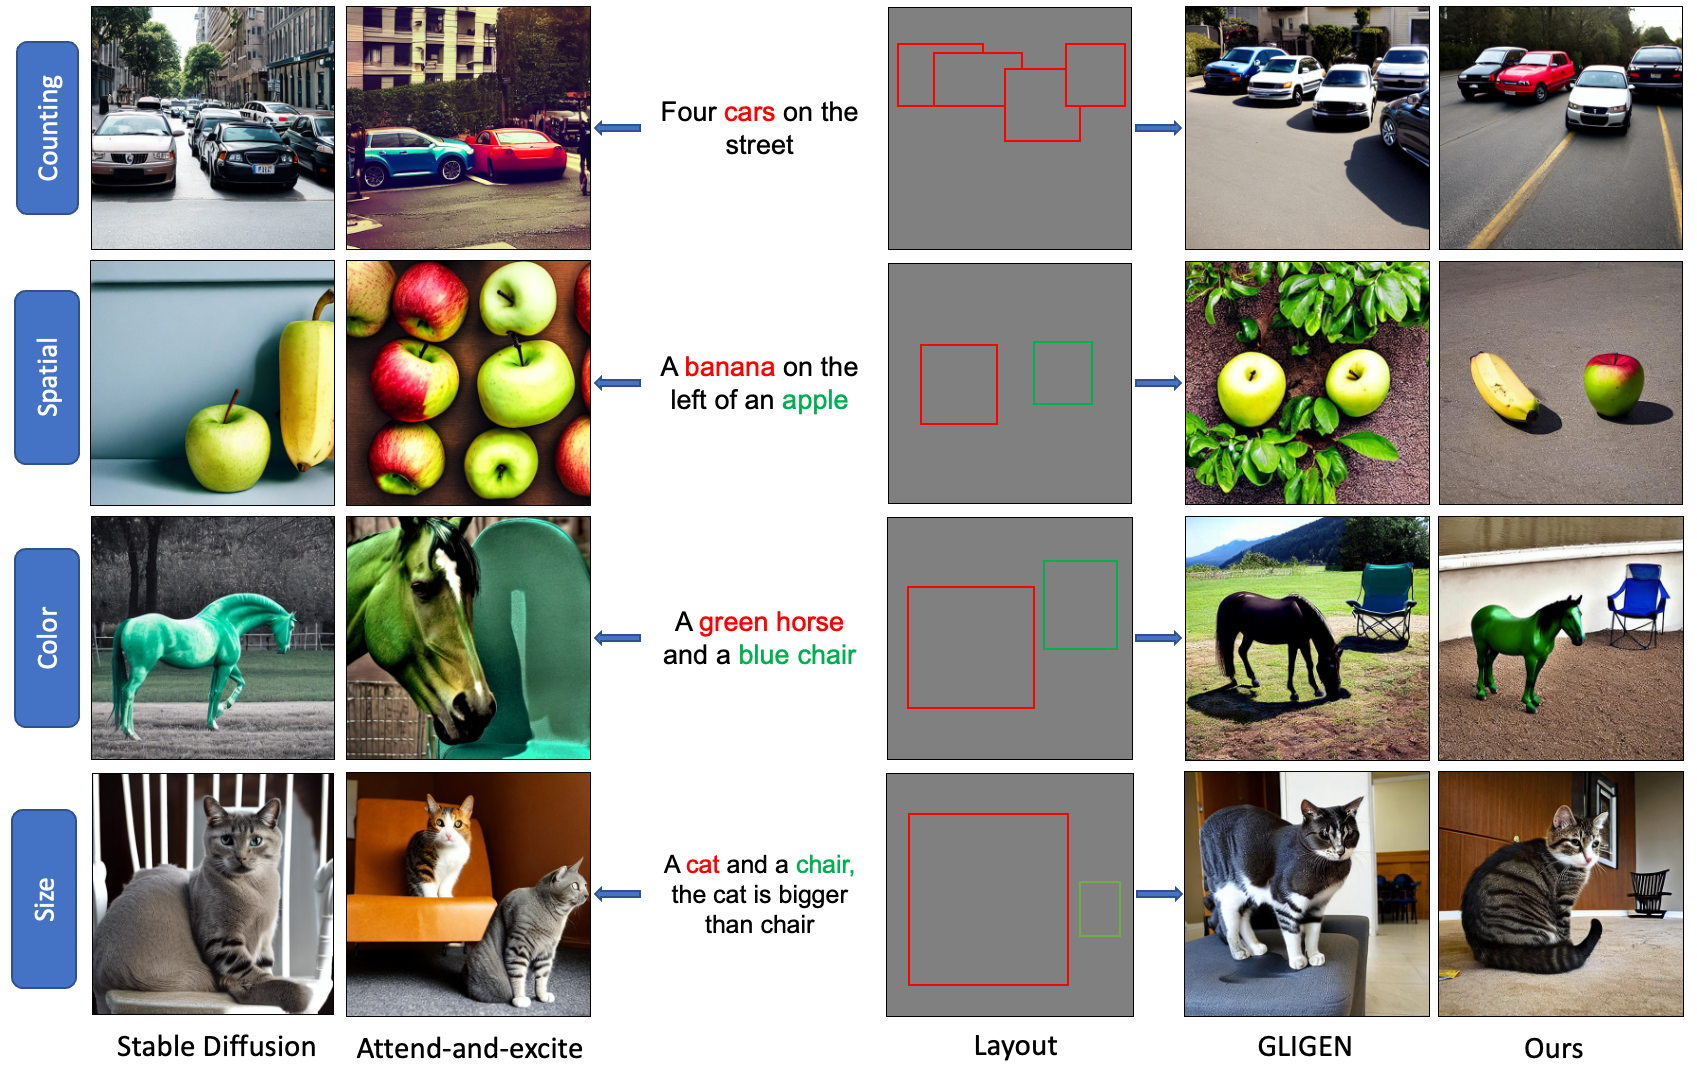 Counting
Four cars on the
street
Spatial
A banana on the
left of an apple
Color
A green horse
and a blue chair
Size
A cat and a chair,
the cat is bigger
than chair
Stable Diffusion
Attend-and-excite
Layout
GLIGEN
Ours